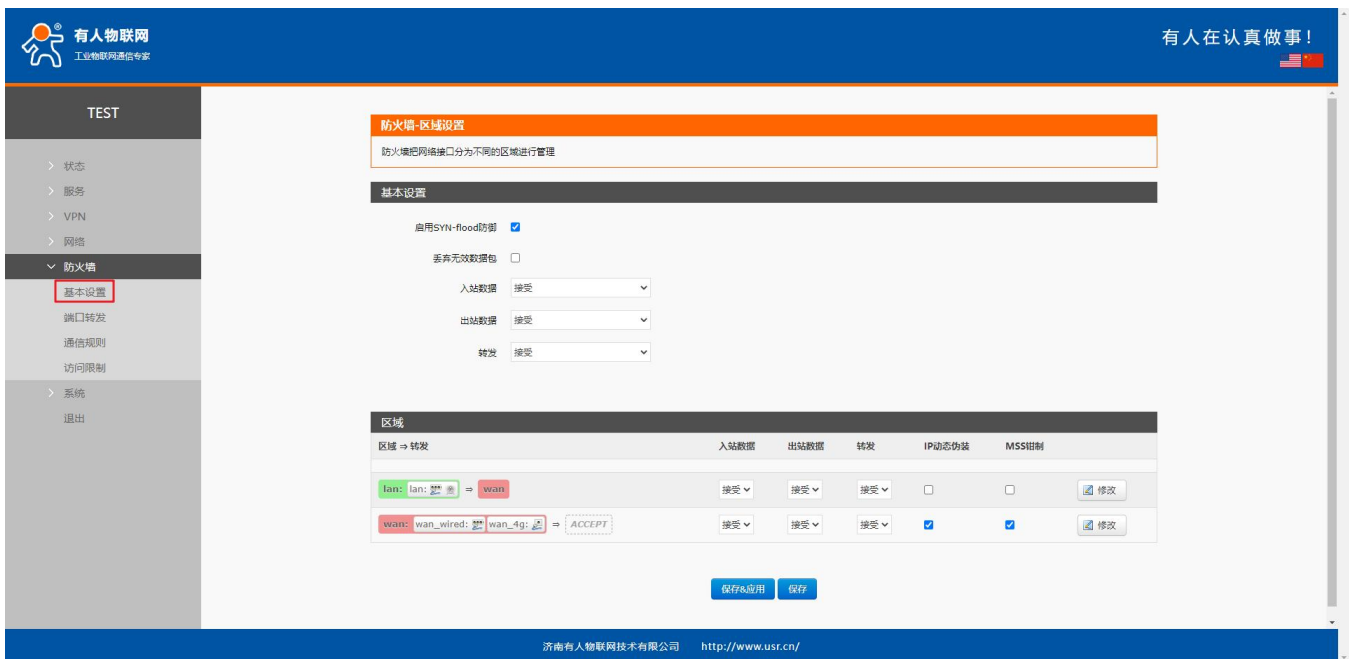 有人物联网
工业物联网通信专家
有人在认真做事！
TEST
状态
服务
VPN
网络
防火墙
基本设置
端口转发
通信规则
访问限制
系统
退出
防火墙-区域设置
防火墙把网络接口分为不同的区域进行管理
基本设置
启用SYN-flood防御
丢弃无效数据包
入站数据 接受
出站数据 接受
转发 接受
区域
区域 ⇒ 转发 入站数据 出站数据 转发 IP动态伪装 MSS钳制
lan: lan: ⇒ wan 接受 接受 接受 修改
wan: wan_wired: wan_4g: ⇒ ACCEPT 接受 接受 接受 修改
保存&应用 保存
济南有人物联网技术有限公司 http://www.usr.cn/